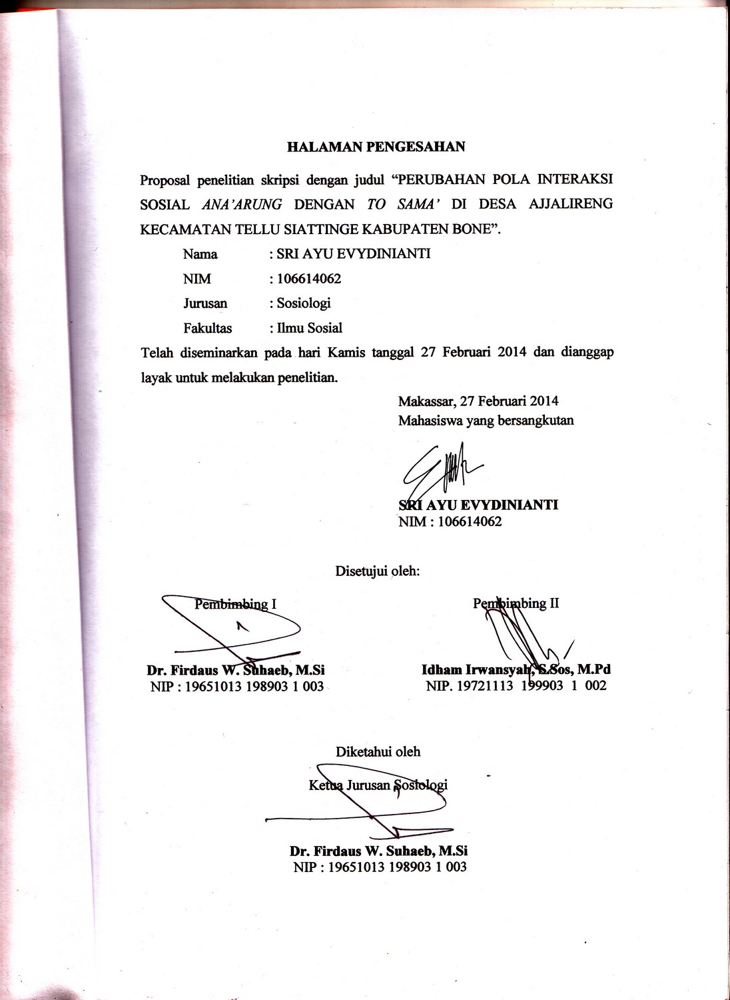 HALAMAN PENGESAHAN
Proposal penelitian skripsi dengan judul “PERUBAHAN POLA INTERAKSI
SOSIAL ANA’ARUNG DENGAN TO SAMA’ DI DESA AJJALIRENG
KECAMATAN TELLU SIATTINGE KABUPATEN BONE”.
Nama : SRI AYU EVYDINIANTI
NIM : 106614062
Jurusan : Sosiologi
Fakultas : Ilmu Sosial
Telah diseminarkan pada hari Kamis tanggal 27 Februari 2014 dan dianggap
layak untuk melakukan penelitian.
Makassar, 27 Februari 2014
Mahasiswa yang bersangkutan
SRI AYU EVYDINIANTI
NIM : 106614062
Disetujui oleh:
Pembimbing I
Pembimbing II
Dr. Firdaus W. Suhaeb, M.Si
NIP : 19651013 198903 1 003
Idham Irwansyah, S.Sos, M.Pd
NIP. 19721113 199903 1 002
Diketahui oleh
Ketua Jurusan Sosiologi
Dr. Firdaus W. Suhaeb, M.Si
NIP : 19651013 198903 1 003